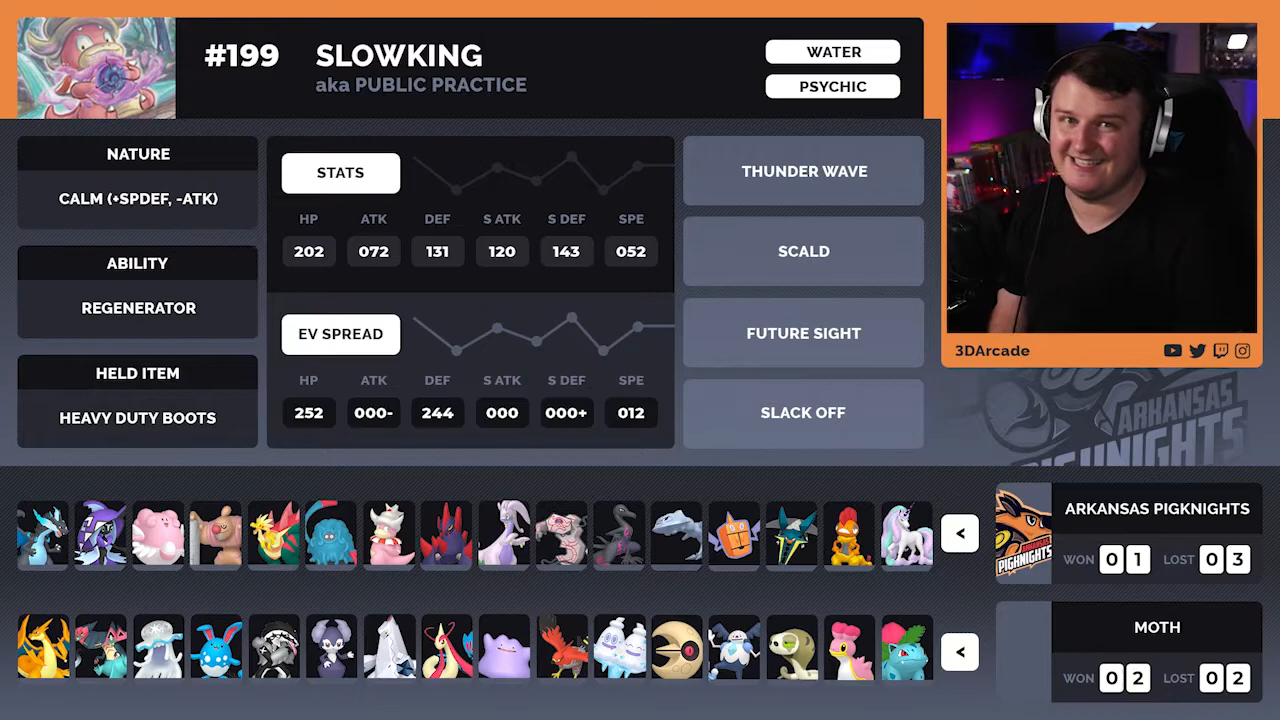 #199 SLOWKING
aka PUBLIC PRACTICE
WATER
PSYCHIC
NATURE
CALM (+SPDEF, -ATK)
ABILITY
REGENERATOR
HELD ITEM
HEAVY DUTY BOOTS
STATS
HP ATK DEF S ATK S DEF SPE
202 072 131 120 143 052
EV SPREAD
HP ATK DEF S ATK S DEF SPE
252 000- 244 000 000+ 012
THUNDER WAVE
SCALD
FUTURE SIGHT
SLACK OFF
3DArcade
ARKANSAS
PIGKNIGHTS
<
ARKANSAS
PIGKNIGHTS
ARKANSAS PIGKNIGHTS
WON 0 1 LOST 0 3
<
MOTH
WON 0 2 LOST 0 2